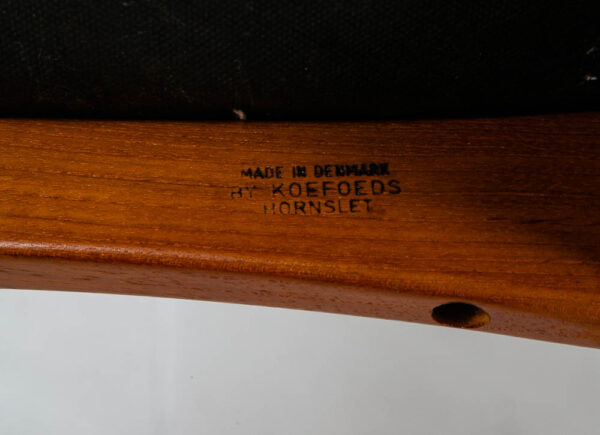 MADE IN DENMARK
BY KOEFOEDS
HORNSLET